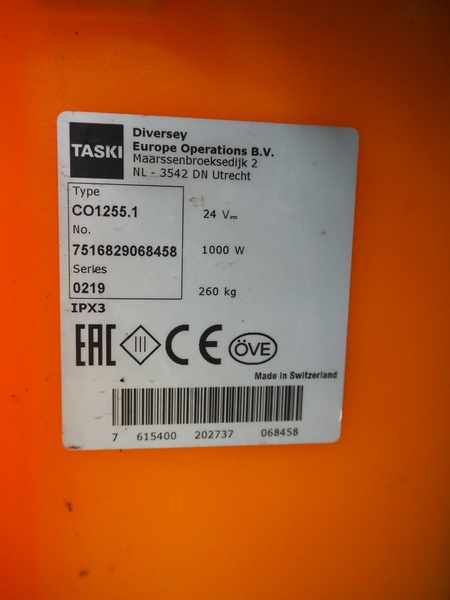 TASKI
Diversey
Europe Operations B.V.
Maarssenbroeksedijk 2
NL - 3542 DN Utrecht
Type
CO1255.1
24 V
No.
7516829068458
1000 W
Series
0219
260 kg
IPX3
EAC III CE ÖVE
Made in Switzerland
7 615400 202737 068458